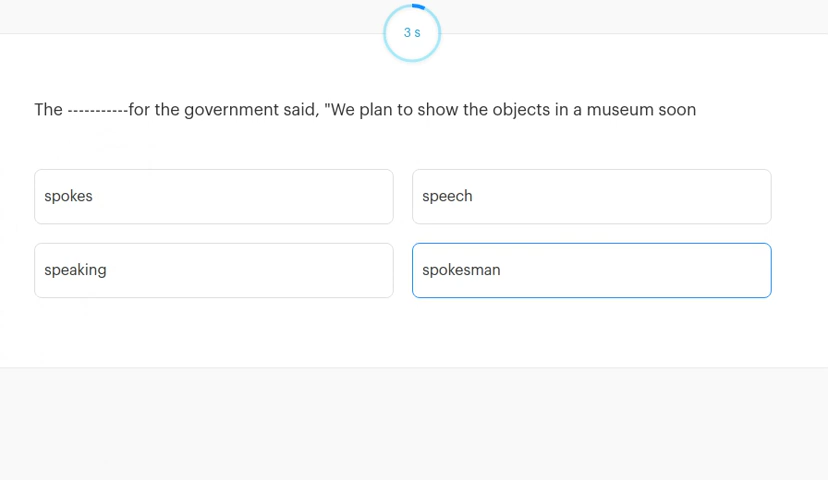 3 s
The -----------for the government said, "We plan to show the objects in a museum soon
spokes
speech
speaking
spokesman